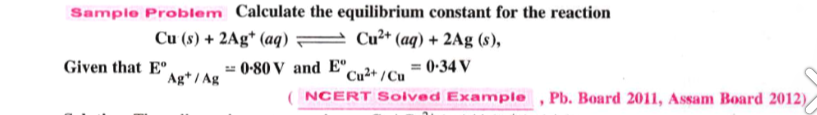 Sample Problem Calculate the equilibrium constant for the reaction
Cu (s) + 2Ag⁺ (aq) ⇌ Cu²⁺ (aq) + 2Ag (s),
Given that E°Ag⁺ / Ag = 0·80 V and E°Cu²⁺ / Cu = 0·34 V
( NCERT Solved Example , Pb. Board 2011, Assam Board 2012)